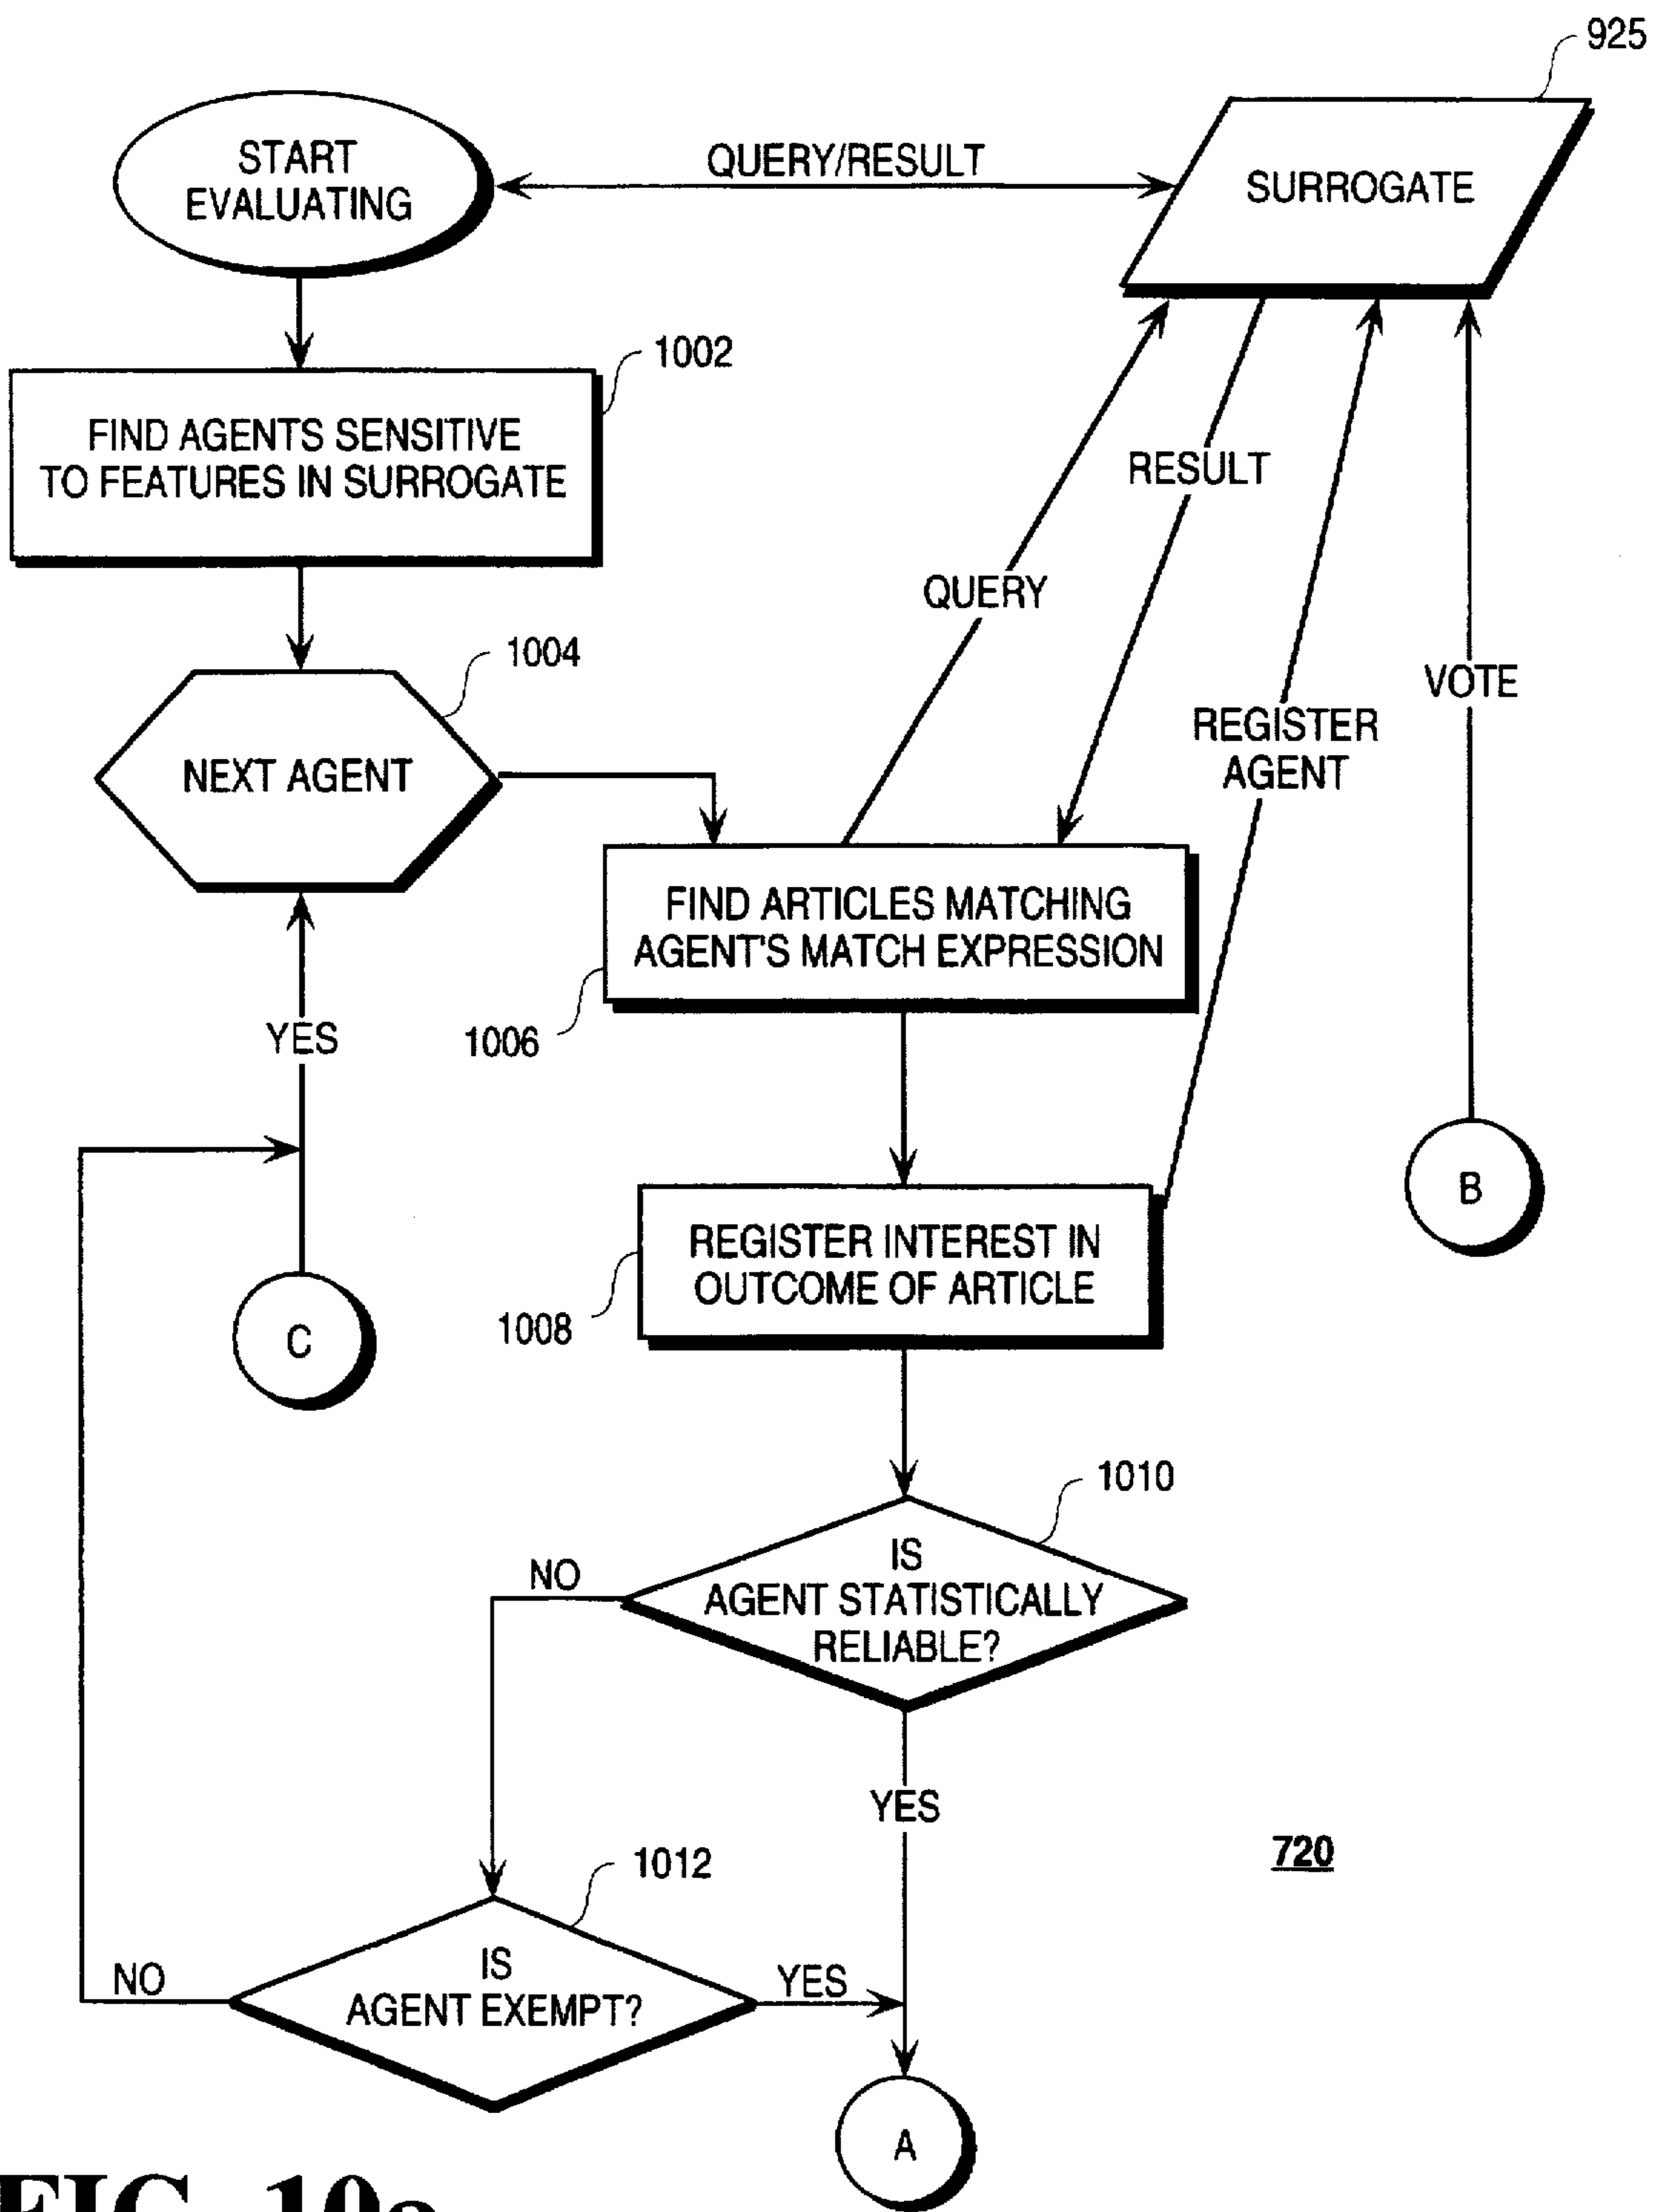 925
START
EVALUATING
QUERY/RESULT
SURROGATE
1002
FIND AGENTS SENSITIVE
TO FEATURES IN SURROGATE
RESULT
QUERY
1004
NEXT AGENT
VOTE
REGISTER
AGENT
FIND ARTICLES MATCHING
AGENT'S MATCH EXPRESSION
1006
YES
B
REGISTER INTEREST IN
OUTCOME OF ARTICLE
1008
C
1010
IS
AGENT STATISTICALLY
RELIABLE?
NO
YES
720
1012
IS
AGENT EXEMPT?
NO
YES
A
FIG. 10a